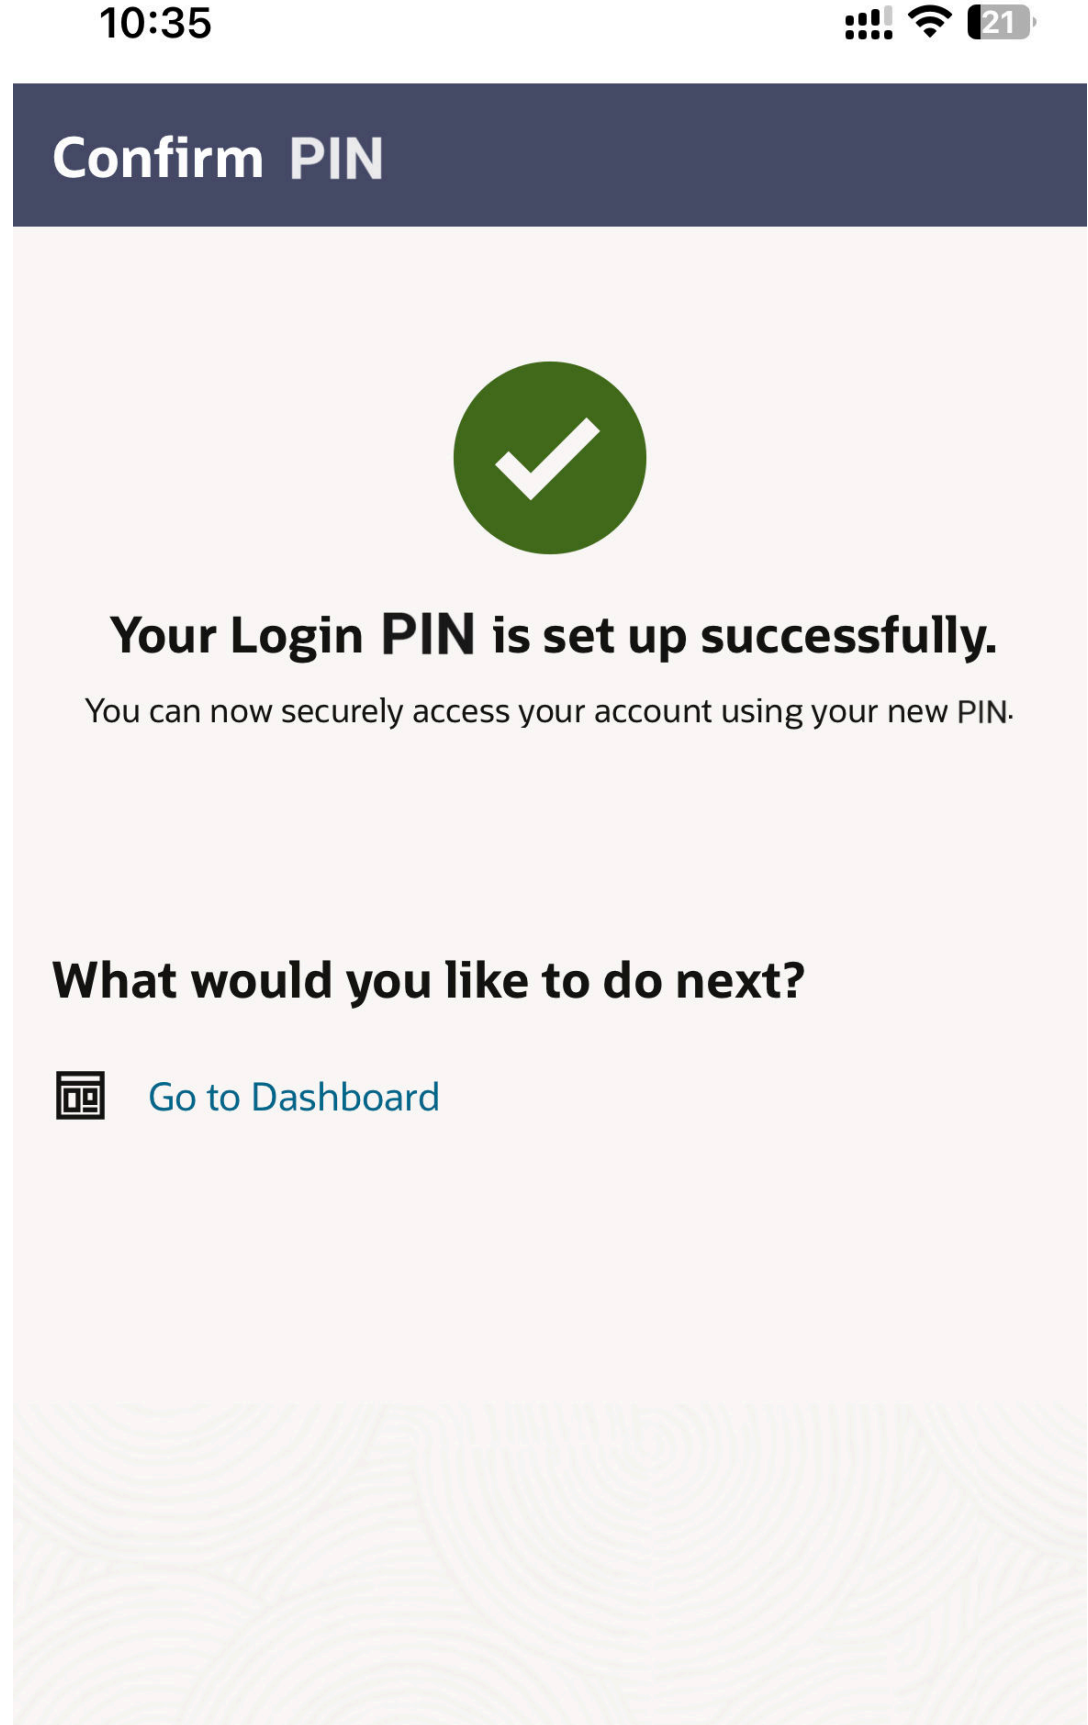 10:35
21
Confirm PIN
Your Login PIN is set up successfully.
You can now securely access your account using your new PIN.
What would you like to do next?
Go to Dashboard